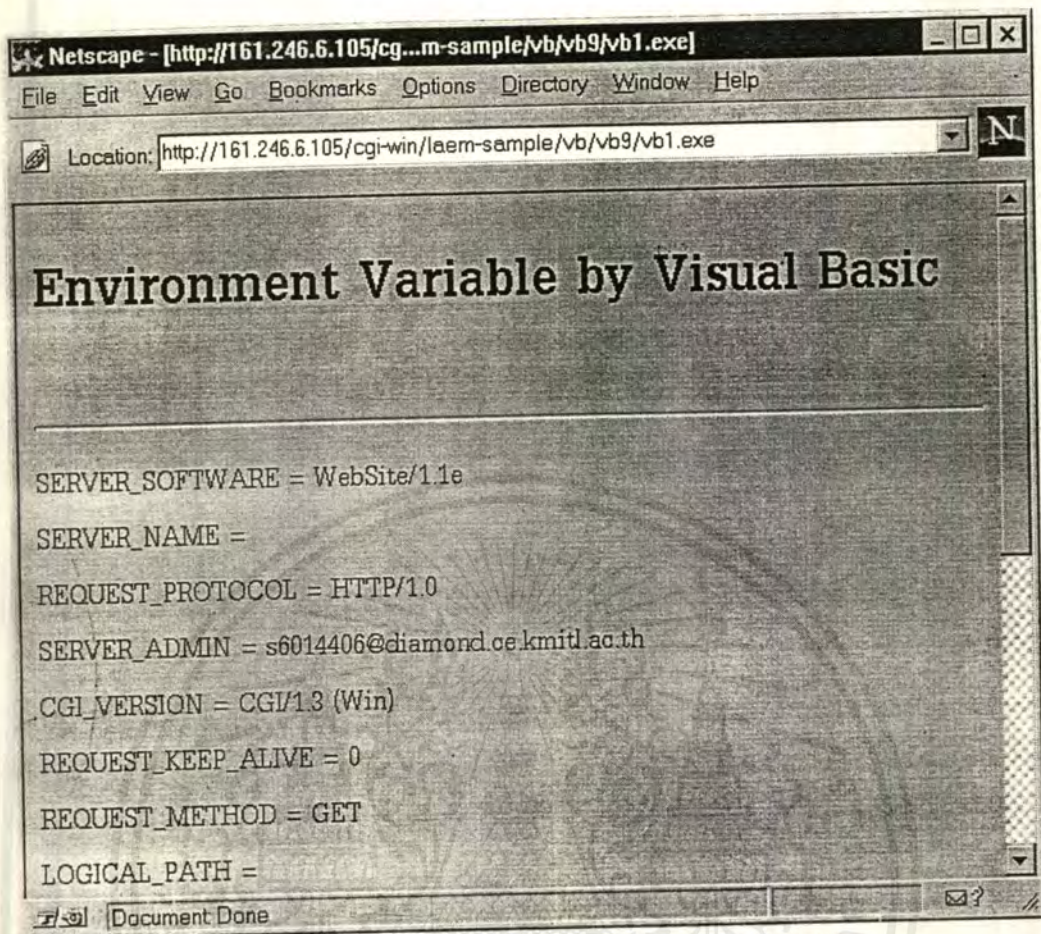 Netscape - [http://161.246.6.105/cg...m-sample/vb/vb9/vb1.exe]
File Edit View Go Bookmarks Options Directory Window Help
Location: http://161.246.6.105/cgi-win/laem-sample/vb/vb9/vb1.exe
N
Environment Variable by Visual Basic
SERVER_SOFTWARE = WebSite/1.1e
SERVER_NAME =
REQUEST_PROTOCOL = HTTP/1.0
SERVER_ADMIN = s6014406@diamond.ce.kmitl.ac.th
CGI_VERSION = CGI/1.3 (Win)
REQUEST_KEEP_ALIVE = 0
REQUEST_METHOD = GET
LOGICAL_PATH =
Document Done
?